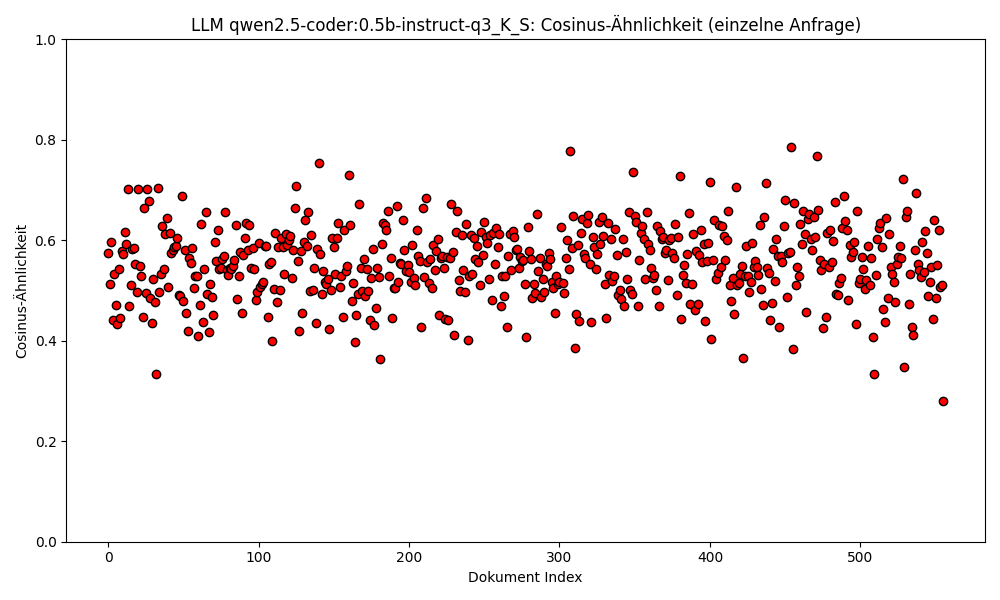 LLM qwen2.5-coder:0.5b-instruct-q3_K_S: Cosinus-Ähnlichkeit (einzelne Anfrage)
1.0
0.8
0.6
0.4
0.2
0.0
Cosinus-Ähnlichkeit
0 100 200 300 400 500
Dokument Index